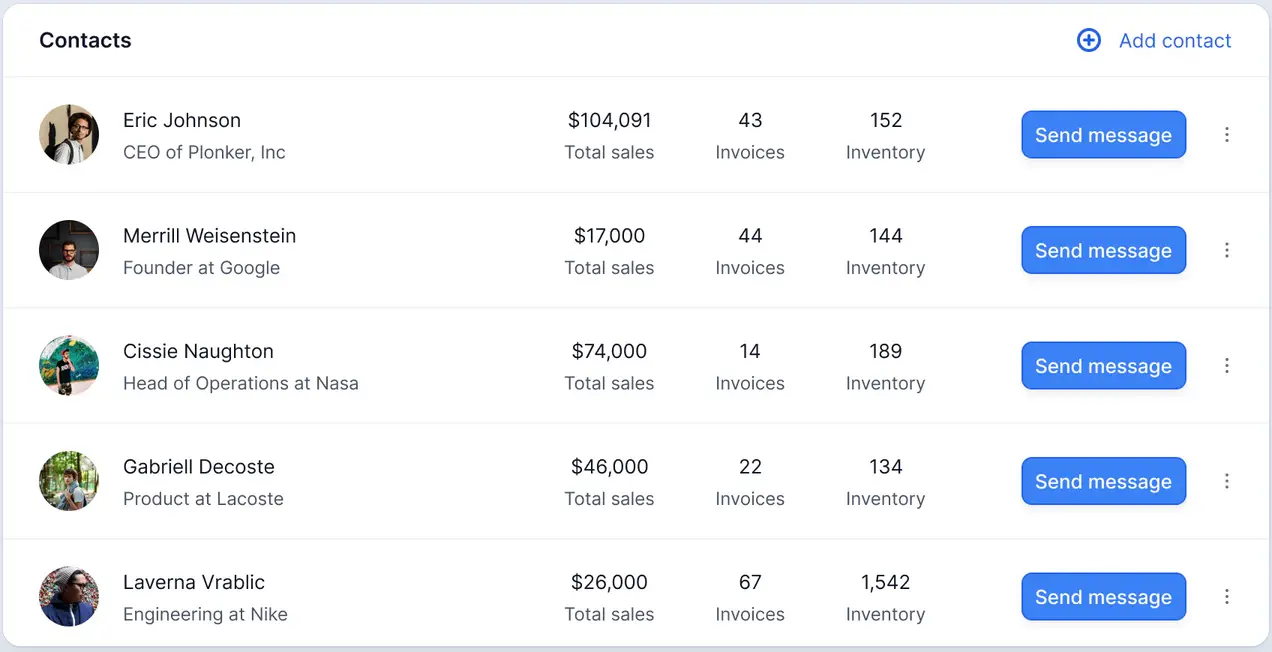 Contacts
Add contact
Eric Johnson
CEO of Plonker, Inc
$104,091
Total sales
43
Invoices
152
Inventory
Send message
Merrill Weisenstein
Founder at Google
$17,000
Total sales
44
Invoices
144
Inventory
Send message
Cissie Naughton
Head of Operations at Nasa
$74,000
Total sales
14
Invoices
189
Inventory
Send message
Gabriell Decoste
Product at Lacoste
$46,000
Total sales
22
Invoices
134
Inventory
Send message
Laverna Vrablic
Engineering at Nike
$26,000
Total sales
67
Invoices
1,542
Inventory
Send message